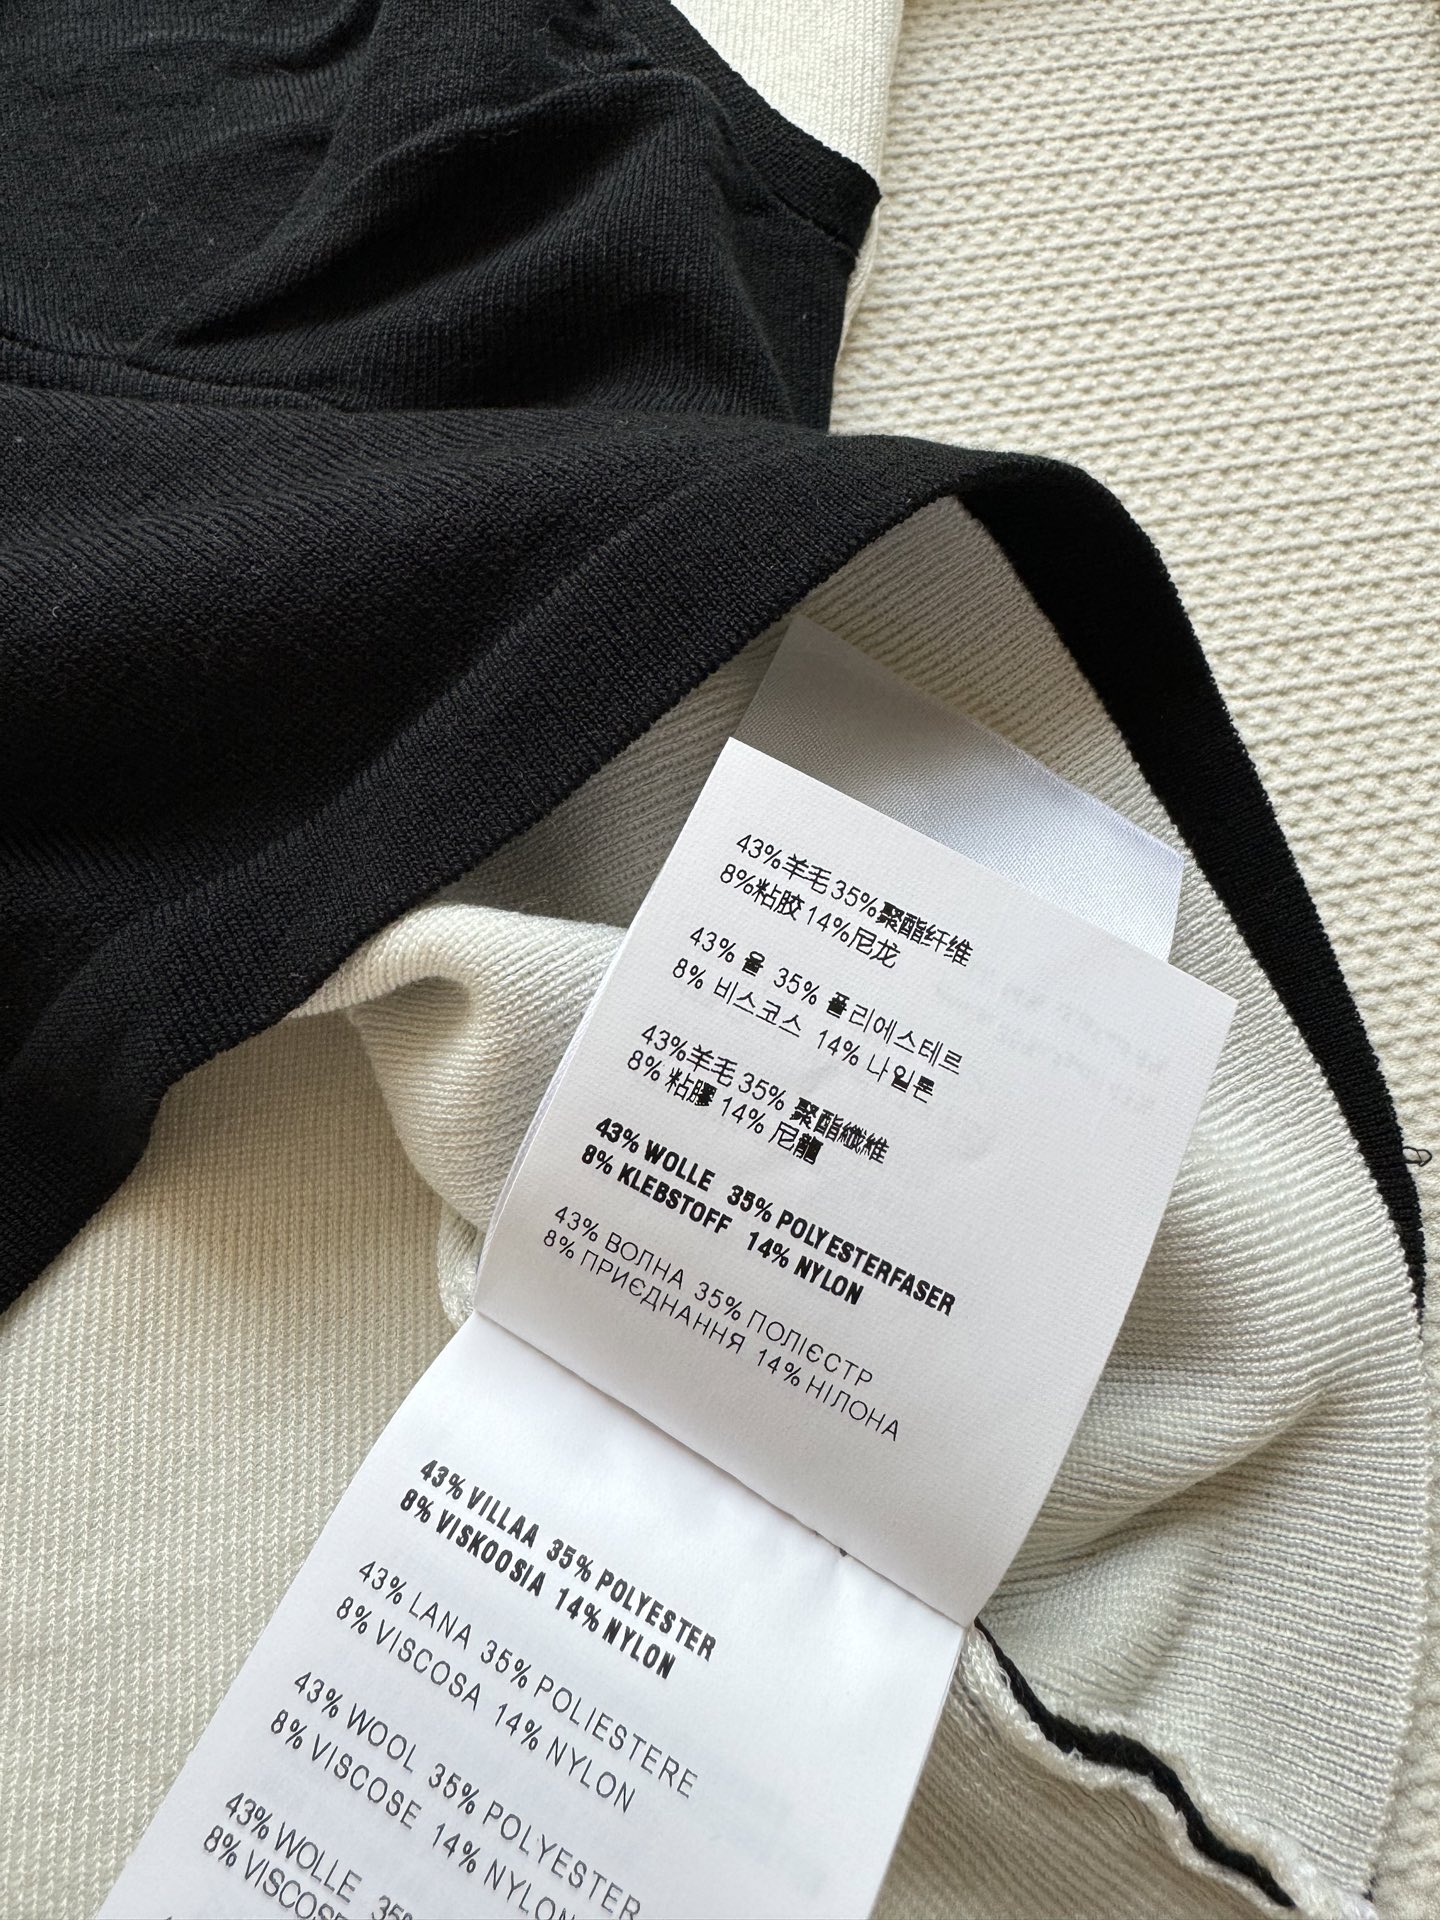 43%羊毛 35%聚酯纤维
8%粘胶 14%尼龙
43% 울 35% 폴리에스테르
8% 비스코스 14% 나일론
43%羊毛 35% 聚酯纖維
8% 粘膠 14% 尼龍
43% WOLLE 35% POLYESTERFASER
8% KLEBSTOFF 14% NYLON
43% ВОЛНА 35% ПОЛІЄСТР
8% ПРИЄДНАННЯ 14% НІЛОНА
43% VILLAA 35% POLYESTER
8% VISKOOSIA 14% NYLON
43% LANA 35% POLIESTERE
8% VISCOSA 14% NYLON
43% WOOL 35% POLYESTER
8% VISCOSE 14% NYLON
43% WOLLE 35%
8% VISCOSE